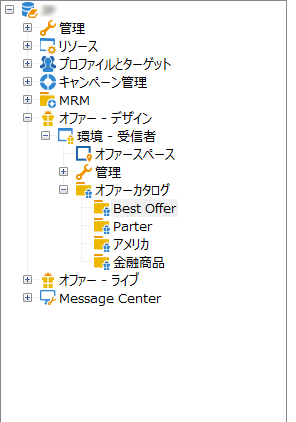 管理
リソース
プロファイルとターゲット
キャンペーン管理
MRM
オファー - デザイン
環境 - 受信者
オファースペース
管理
オファーカタログ
Best Offer
Parter
アメリカ
金融商品
オファー - ライブ
Message Center